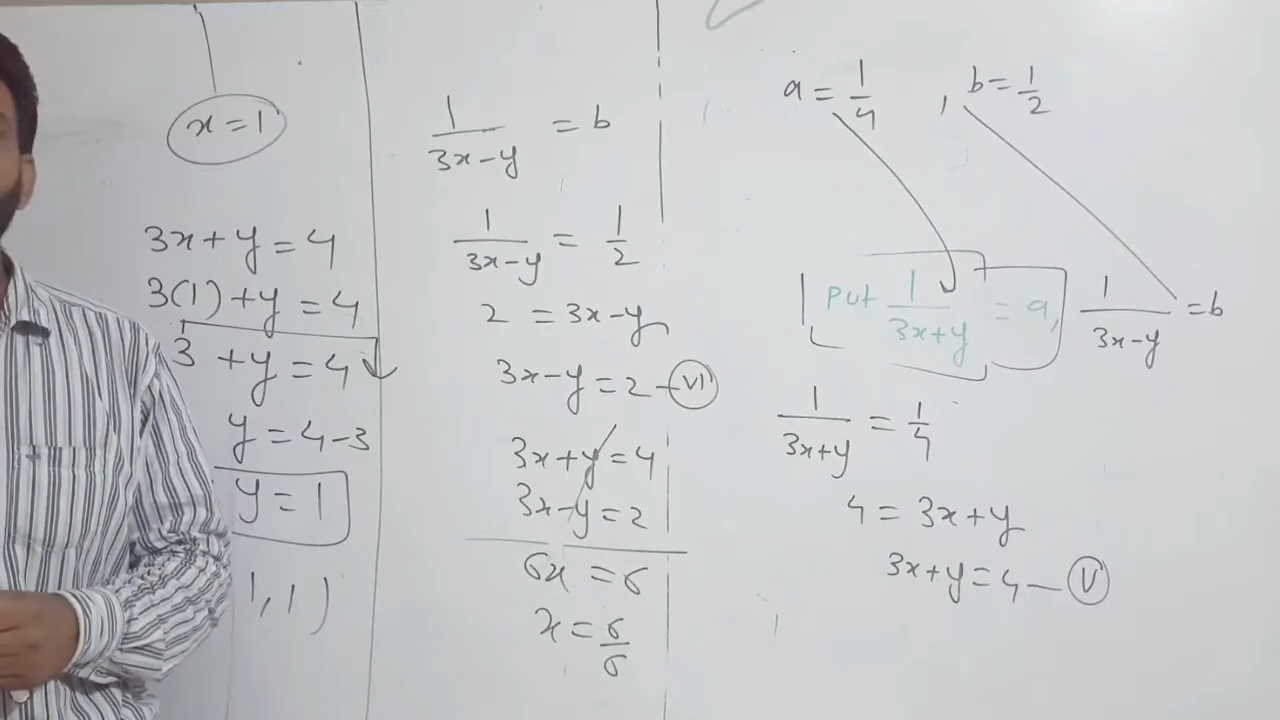 a = 1/4 , b = 1/2
Put 1/(3x+y) = a, 1/(3x-y) = b
1/(3x+y) = 1/4
4 = 3x+y
3x+y = 4 — V
1/(3x-y) = b
1/(3x-y) = 1/2
2 = 3x-y
3x-y = 2 — VI
3x+y = 4
3x-y = 2
6x = 6
x = 6/6
x = 1
3x+y = 4
3(1)+y = 4
3 +y = 4
y = 4-3
y = 1
1,1)